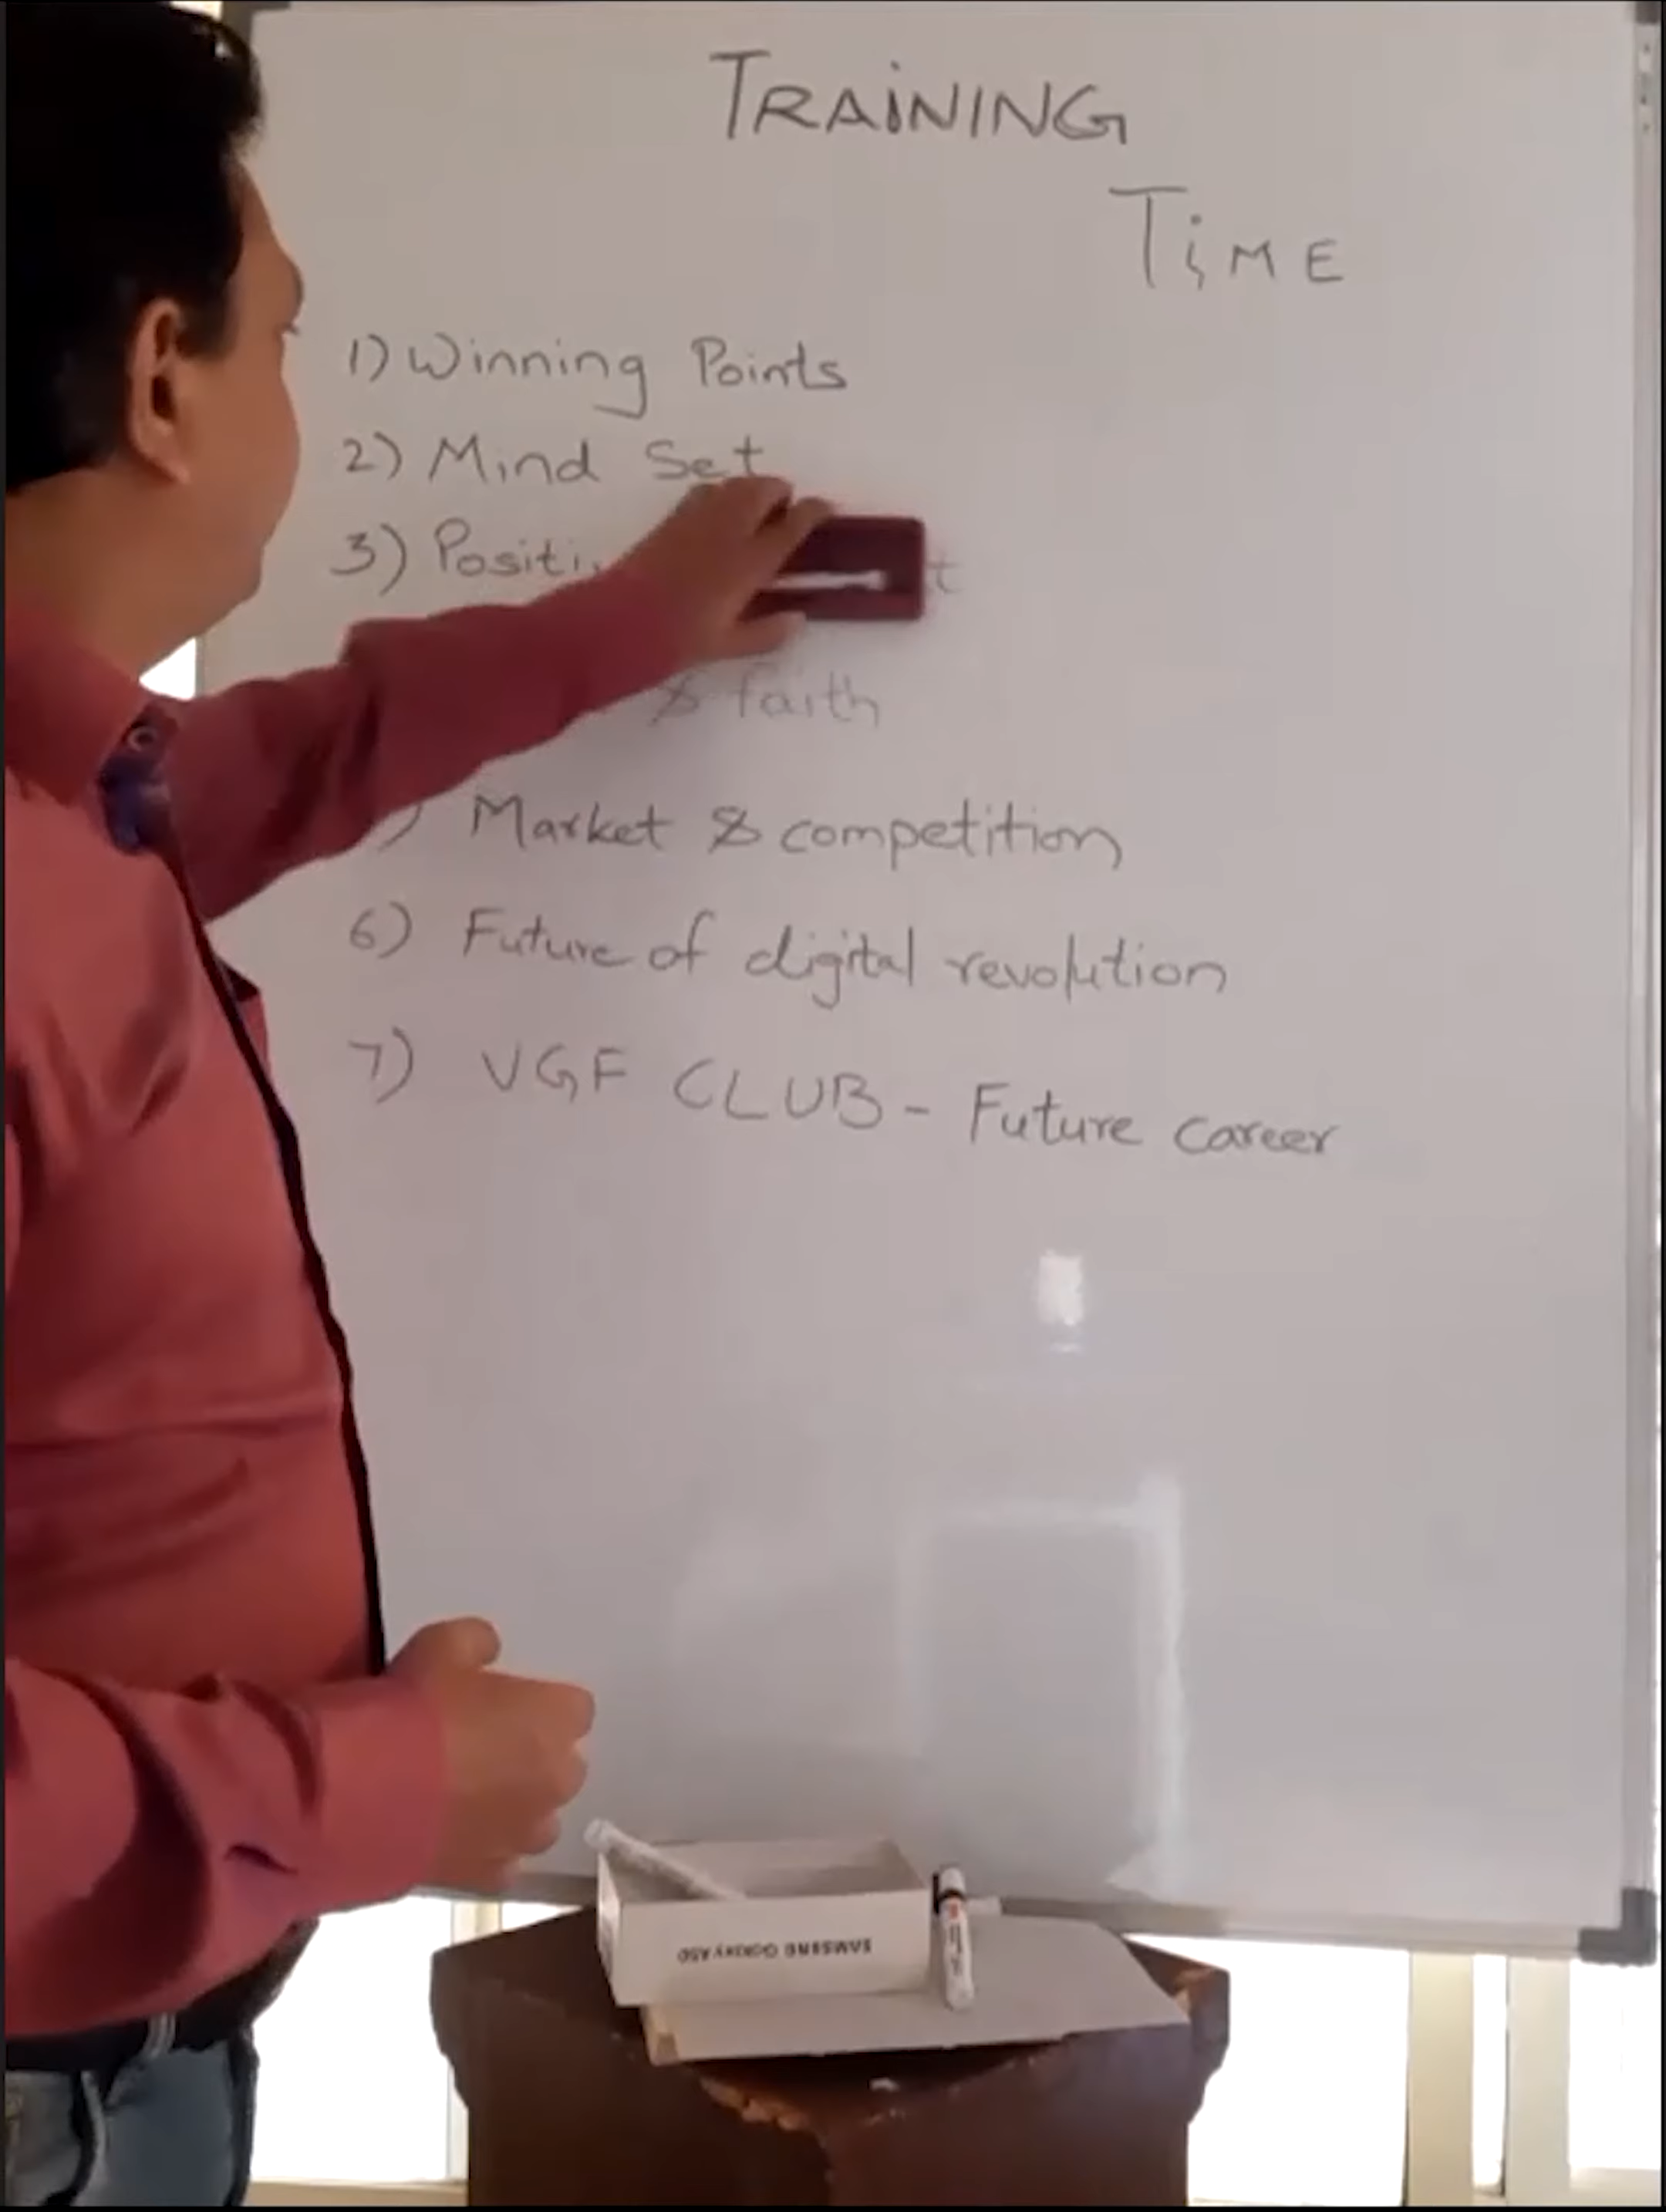 TRAINING
TIME
1) Winning Points
2) Mind Set
3)
& faith
) Market & competition
6) Future of digital revolution
7) VGF CLUB - Future career
SAMSUNG Galaxy A50